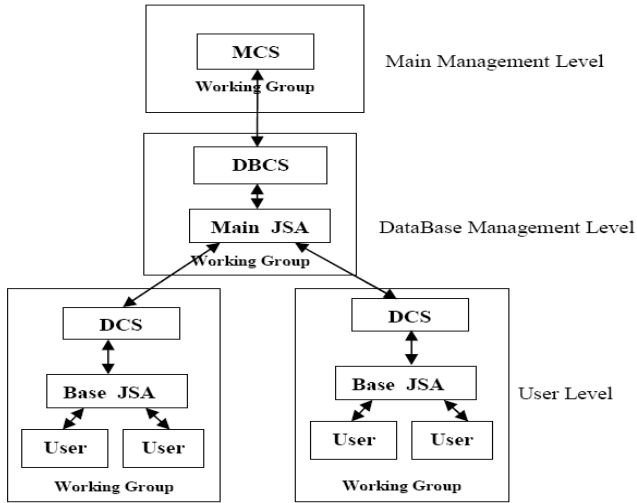 MCS
Working Group
Main Management Level
DBCS
Main JSA
Working Group
DataBase Management Level
DCS
Base JSA
User
User
Working Group
DCS
Base JSA
User
User
Working Group
User Level